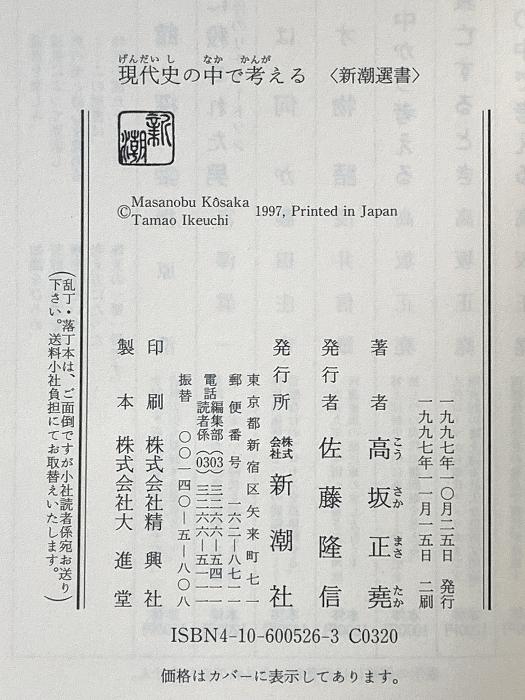 げんだいし なか かんが
現代史の中で考える 〈新潮選書〉
新潮
©Masanobu Kôsaka
Tamao Ikeuchi 1997, Printed in Japan
一九九七年一〇月二五日 発行
一九九七年一一月一五日 二刷
著者 高坂正堯
こうさかまさたか
発行者 佐藤隆信
発行所 株式会社 新潮社
東京都新宿区矢来町七一
郵便番号 一六二―八七一一
電話 編集部(03)三二六六―五四一一
読者係(03)三二六六―五一一一
振替 〇〇一四〇―五―八〇八
印刷 株式会社精興社
製本 株式会社大進堂
(乱丁・落丁本は、ご面倒ですが小社読者係宛お送り
下さい。送料小社負担にてお取替えいたします。)
ISBN4-10-600526-3 C0320
価格はカバーに表示してあります。